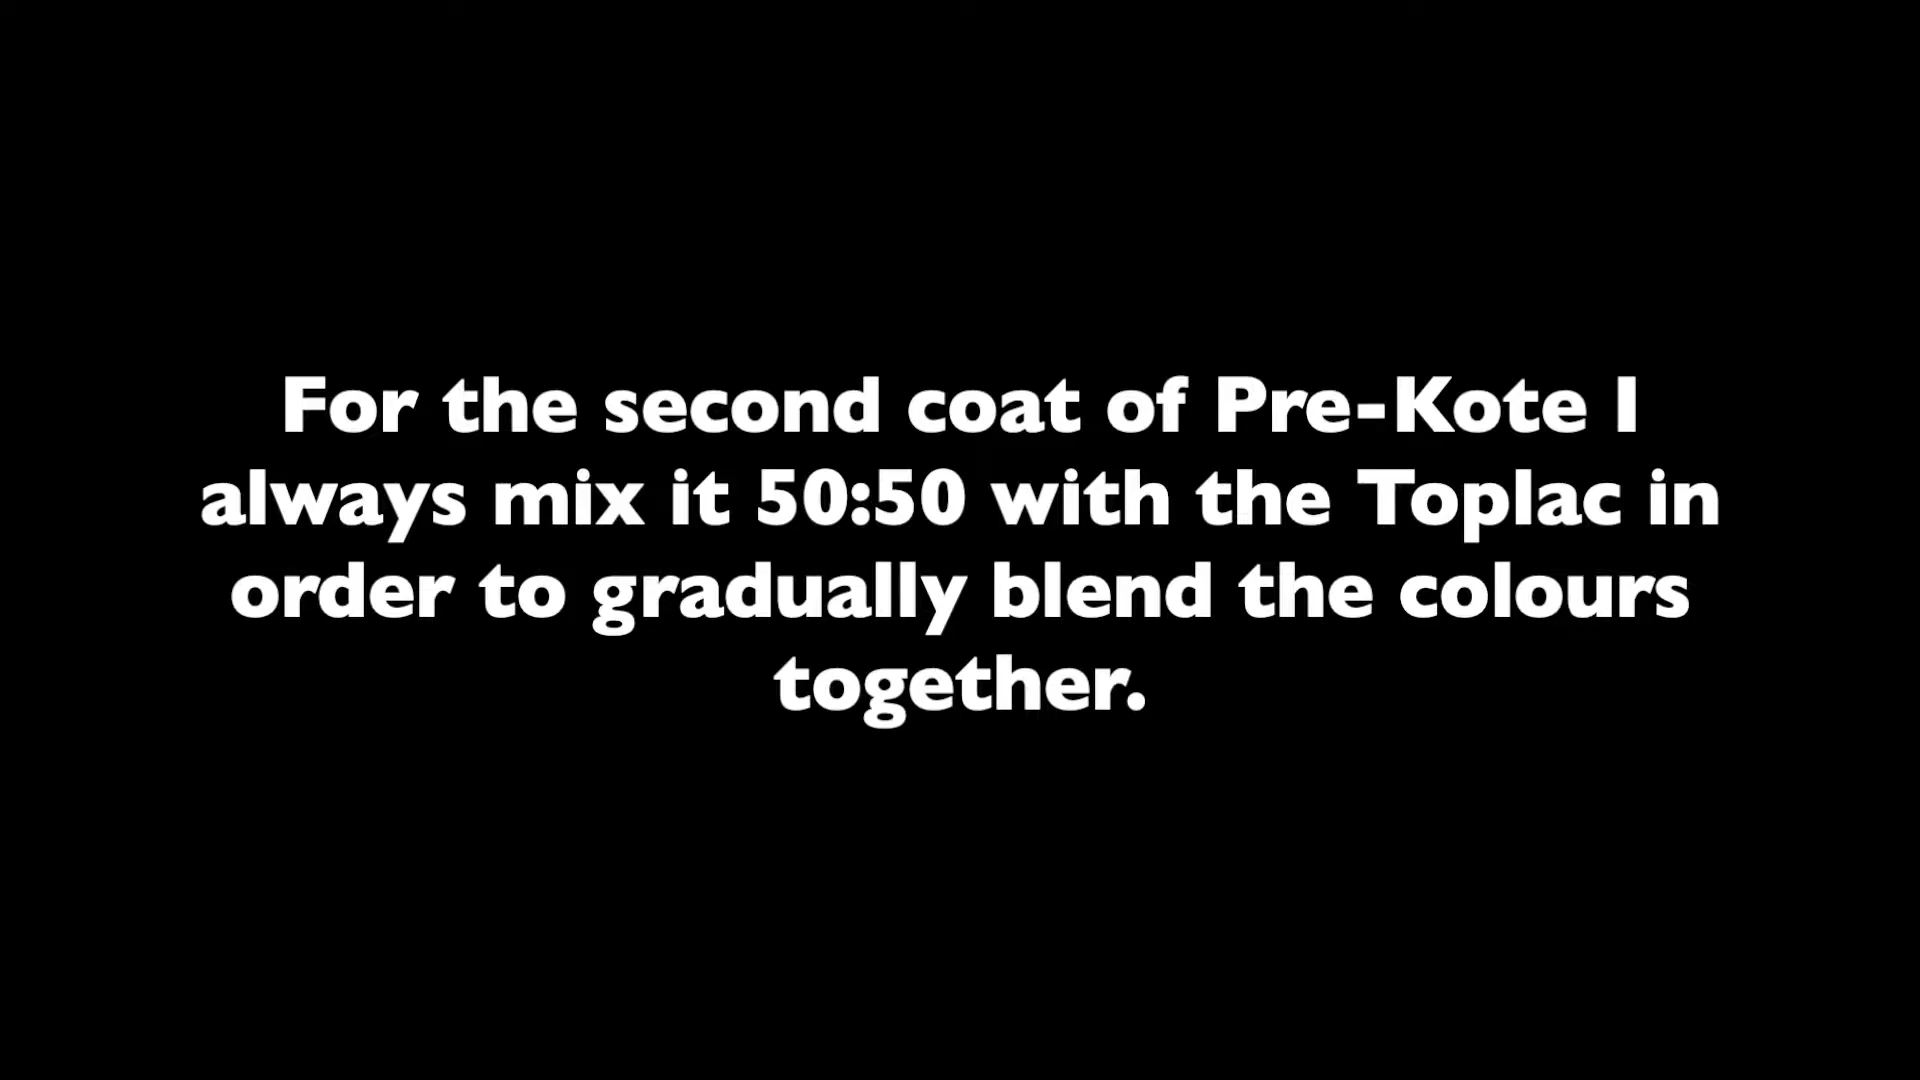 For the second coat of Pre-Kote I
always mix it 50:50 with the Toplac in
order to gradually blend the colours
together.